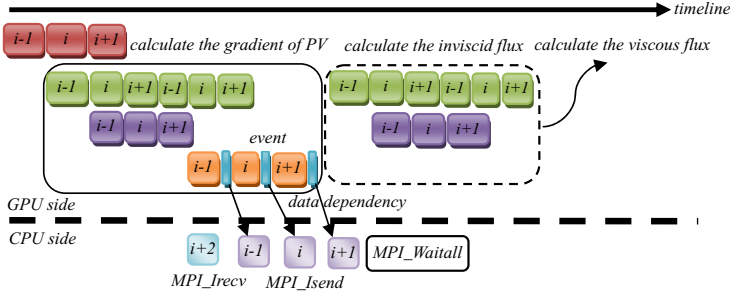 timeline
i-1 i i+1 calculate the gradient of PV calculate the inviscid flux calculate the viscous flux
i-1 i i+1 i-1 i i+1 i-1 i i+1 i-1 i i+1
i-1 i i+1 i-1 i i+1
event
i-1 i i+1
GPU side data dependency
CPU side
i+2 i-1 i i+1 MPI_Waitall
MPI_Irecv MPI_Isend